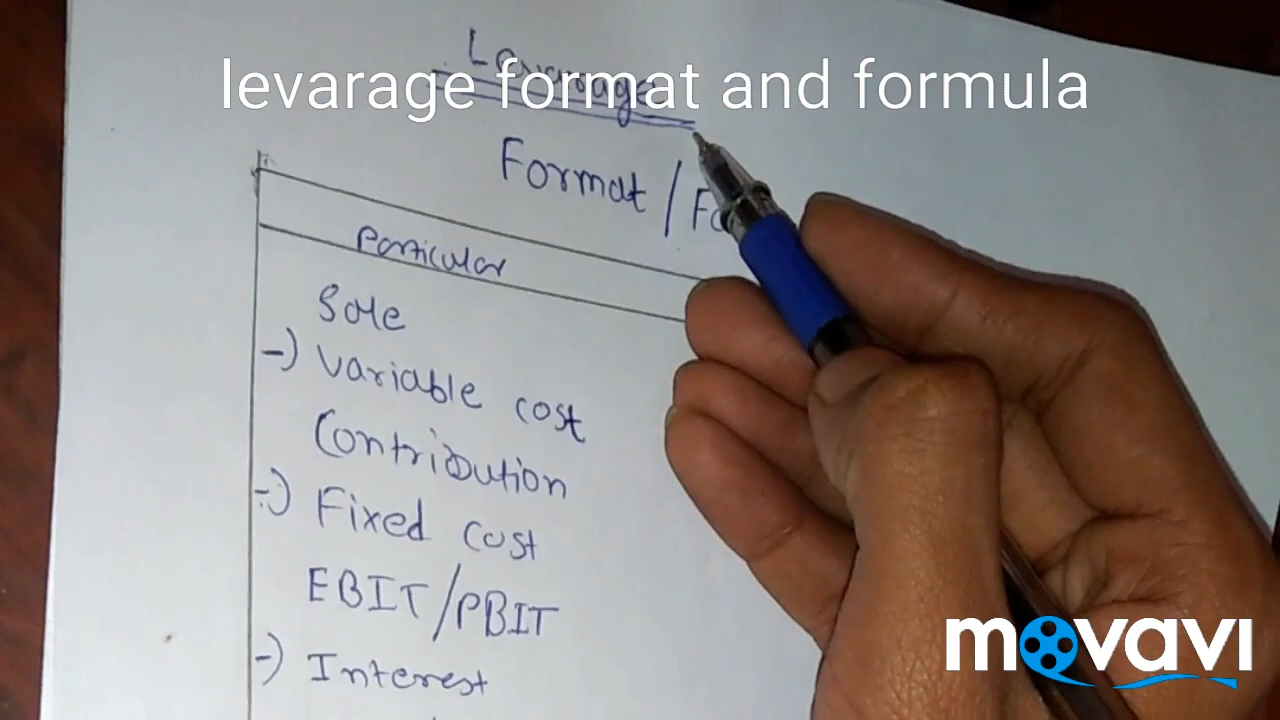 levarage format and formula
Format / Fo
Particular
Sale
-) Variable cost
Contribution
-) Fixed cost
EBIT/PBIT
-) Interest
movavi